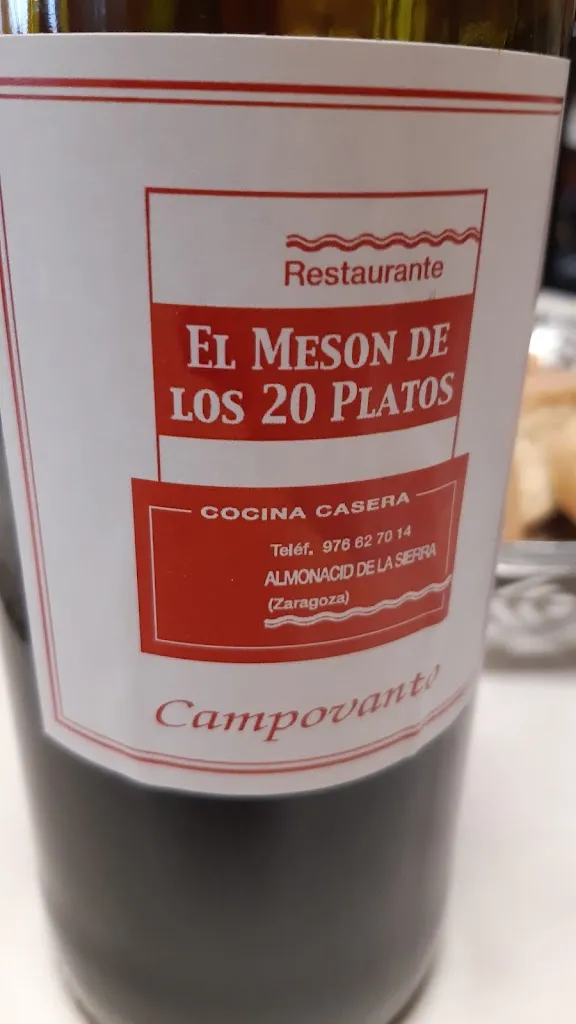 Restaurante
EL MESON DE
LOS 20 PLATOS
COCINA CASERA
Teléf. 976 62 70 14
ALMONACID DE LA SIERRA
(Zaragoza)
Campovanto